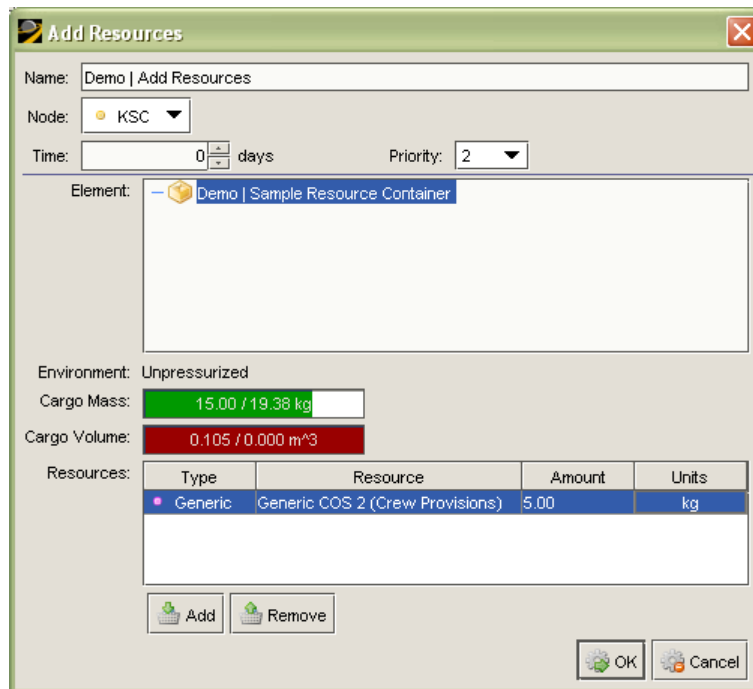 Add Resources
Name: Demo | Add Resources
Node: KSC
Time: 0 days Priority: 2
Element: Demo | Sample Resource Container
Environment: Unpressurized
Cargo Mass: 15.00 / 19.38 kg
Cargo Volume: 0.105 / 0.000 m^3
Resources: Type Resource Amount Units
Generic Generic COS 2 (Crew Provisions) 5.00 kg
Add Remove
OK Cancel